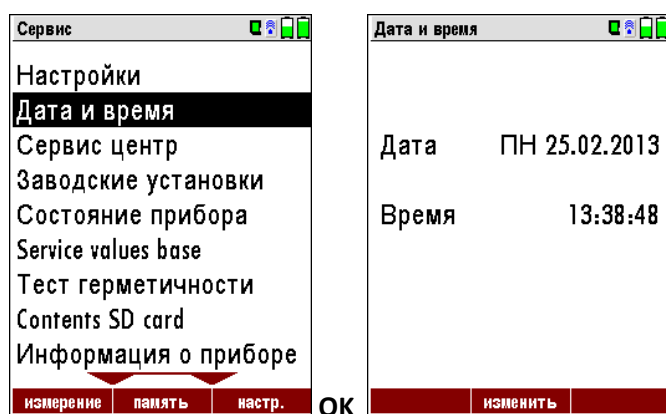 Сервис
Настройки
Дата и время
Сервис центр
Заводские установки
Состояние прибора
Service values base
Тест герметичности
Contents SD card
Информация о приборе
измерение память настр.
OK
Дата и время
Дата ПН 25.02.2013
Время 13:38:48
изменить